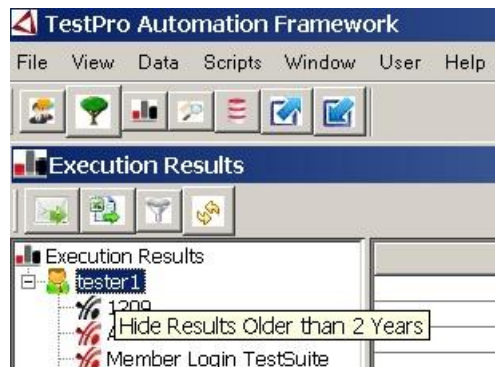 TestPro Automation Framework
File View Data Scripts Window User Help
Execution Results
Execution Results
tester1
1209
Hide Results Older than 2 Years
Member Login TestSuite